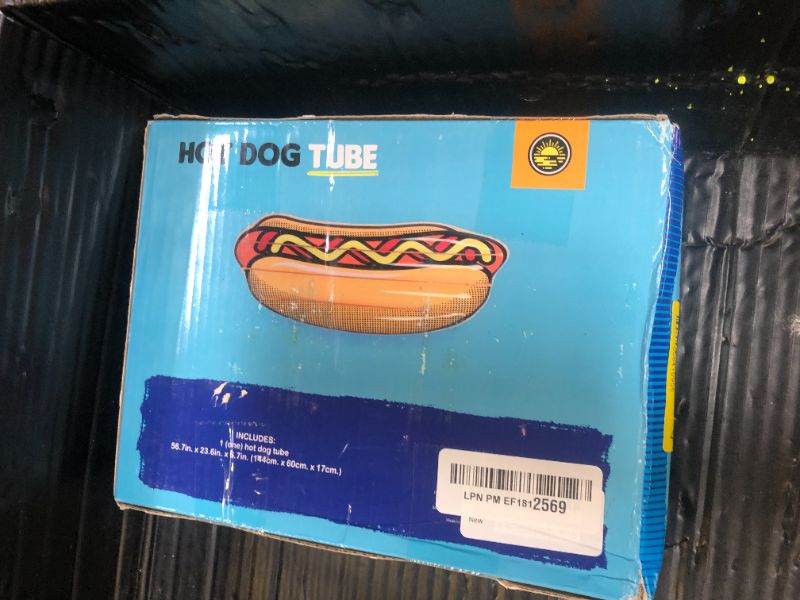 HOT DOG TUBE
INCLUDES:
1 (one) hot dog tube
56.7in. x 23.6in. x 6.7in. (144cm. x 60cm. x 17cm.)
LPN PM EF1812569
New